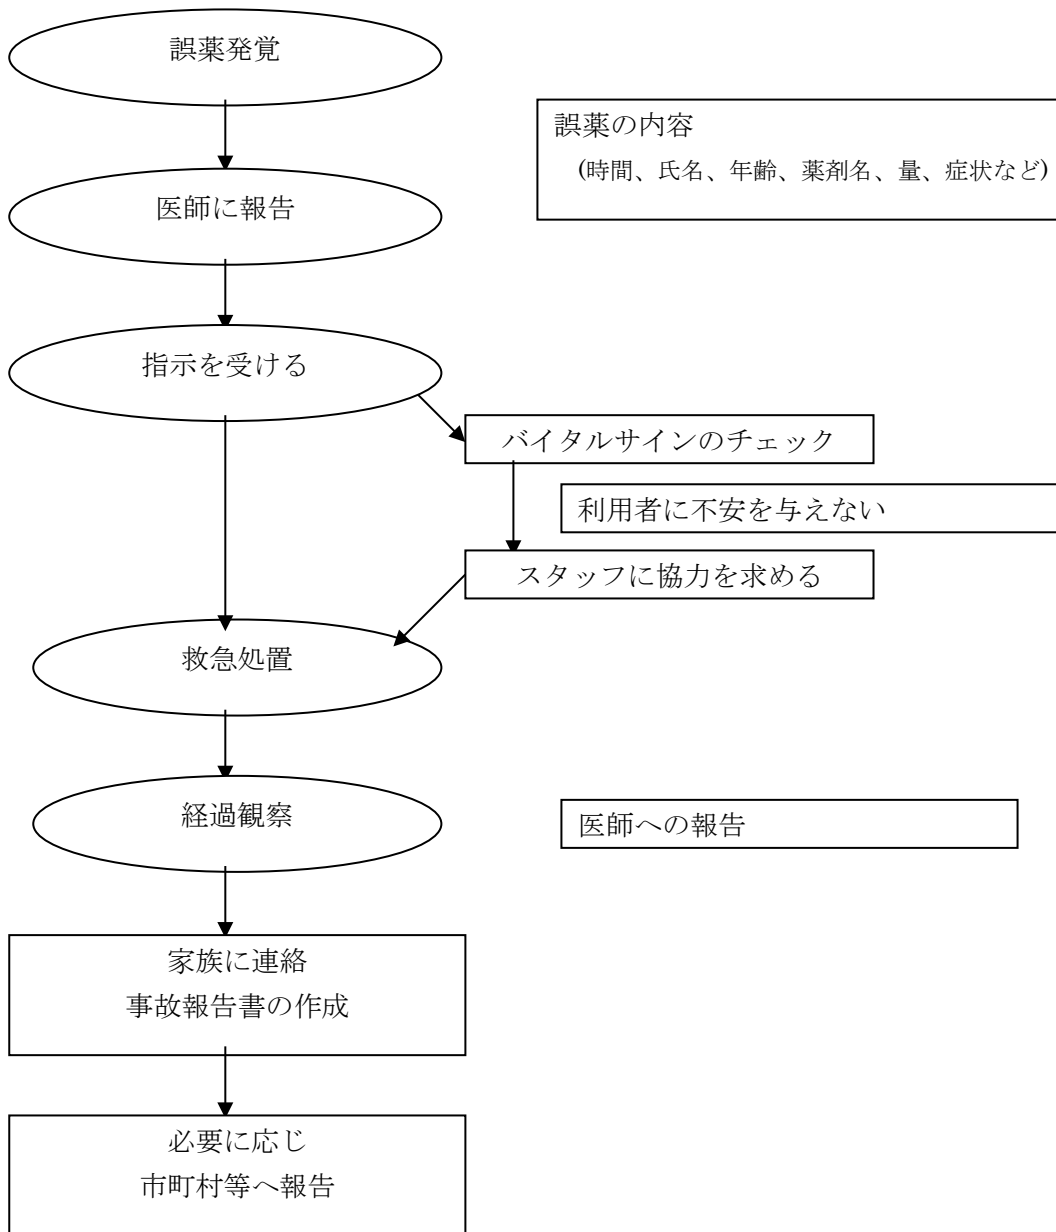 誤薬発覚
誤薬の内容
(時間、氏名、年齢、薬剤名、量、症状など)
医師に報告
指示を受ける
バイタルサインのチェック
利用者に不安を与えない
スタッフに協力を求める
救急処置
経過観察
医師への報告
家族に連絡
事故報告書の作成
必要に応じ
市町村等へ報告